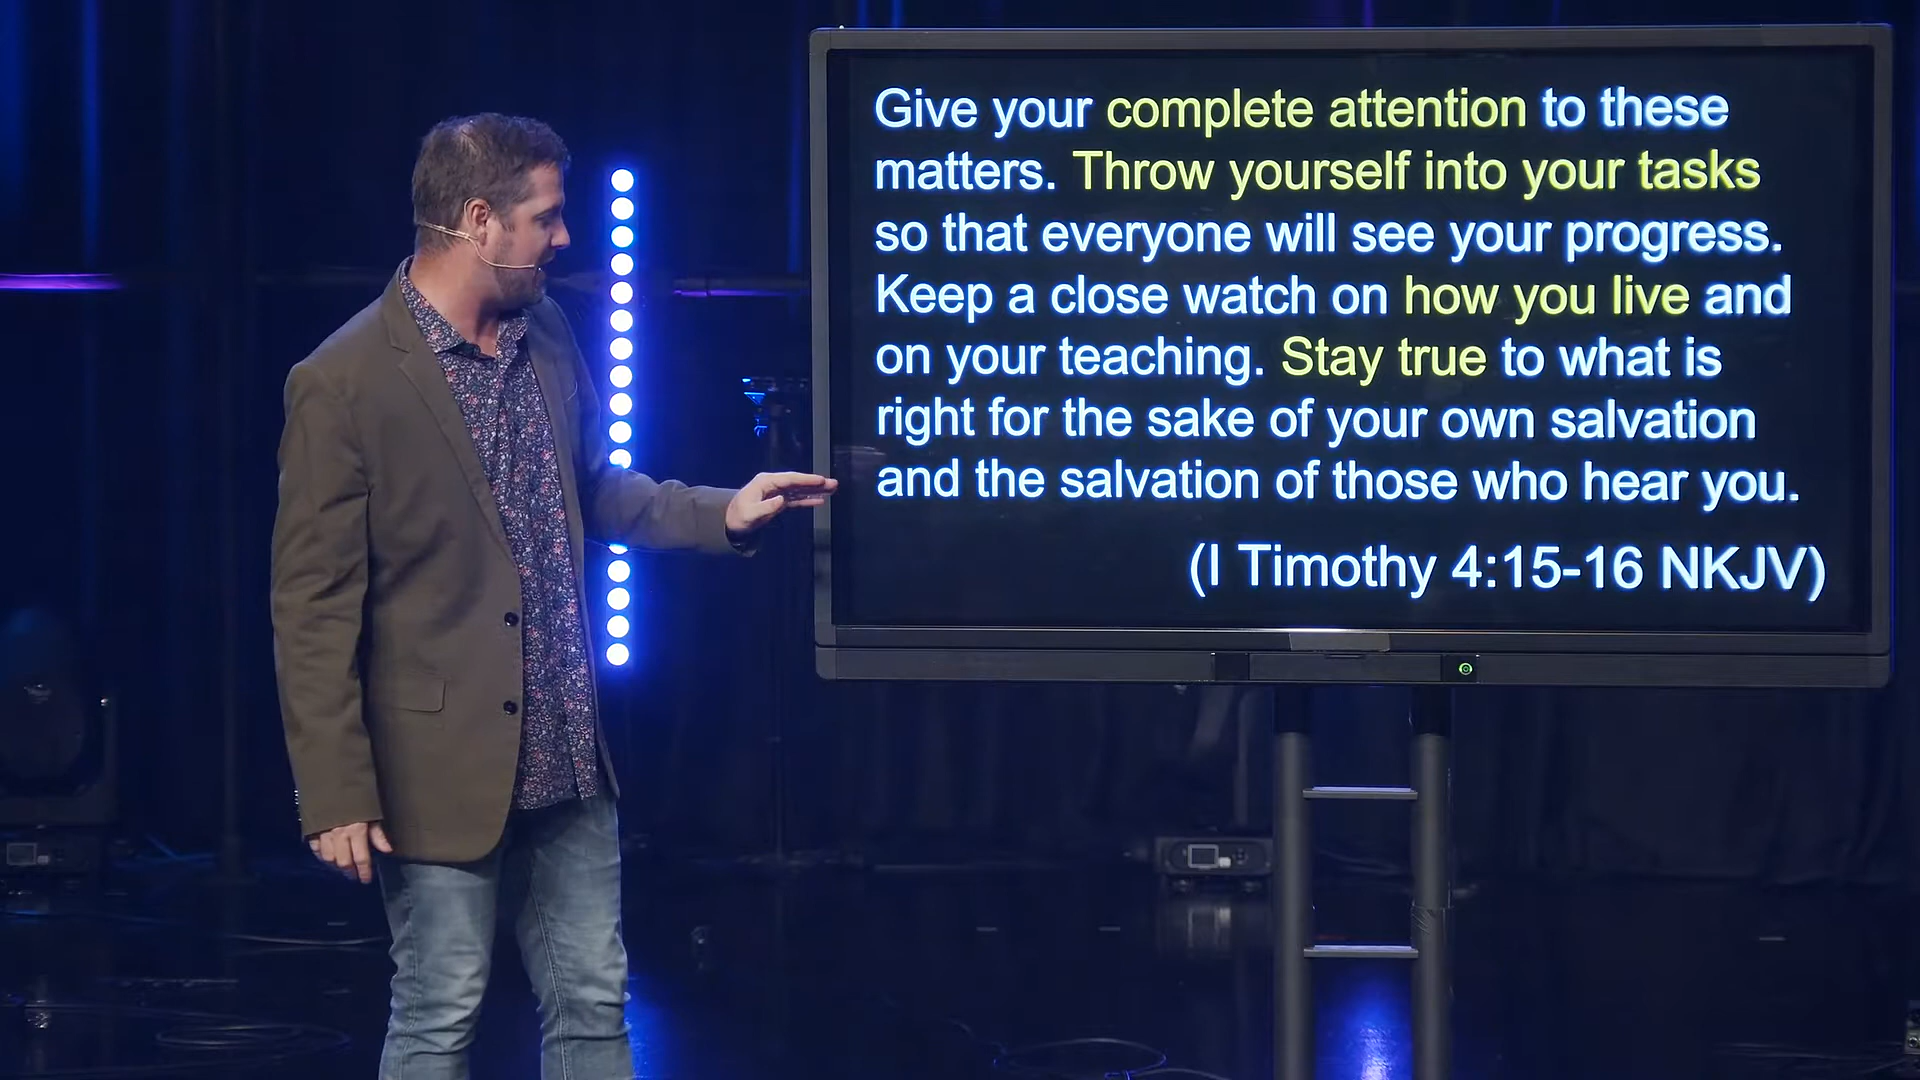 Give your complete attention to these
matters. Throw yourself into your tasks
so that everyone will see your progress.
Keep a close watch on how you live and
on your teaching. Stay true to what is
right for the sake of your own salvation
and the salvation of those who hear you.
(I Timothy 4:15-16 NKJV)